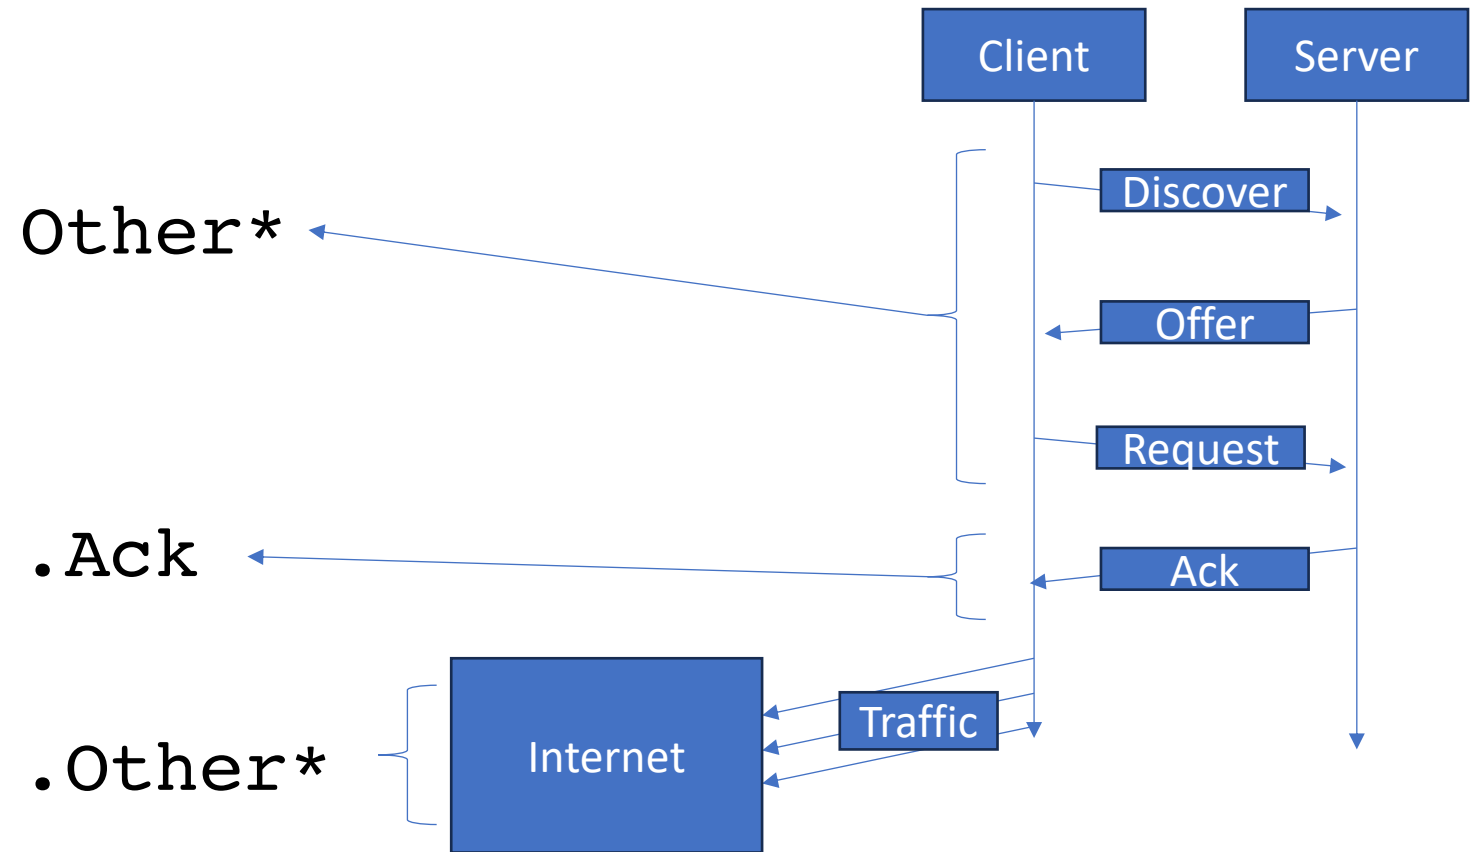 Client
Server
Discover
Other*
Offer
Request
.Ack
Ack
Traffic
Internet
.Other*